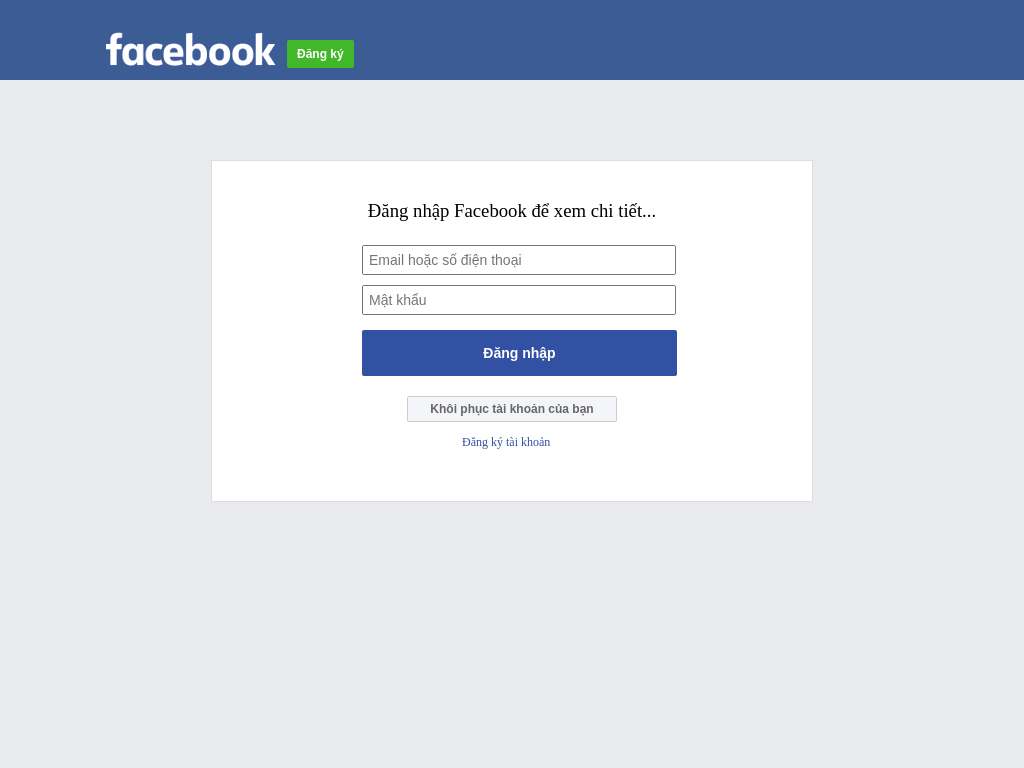 facebook Đăng ký
Đăng nhập Facebook để xem chi tiết...
Email hoặc số điện thoại
Mật khẩu
Đăng nhập
Khôi phục tài khoản của bạn
Đăng ký tài khoản